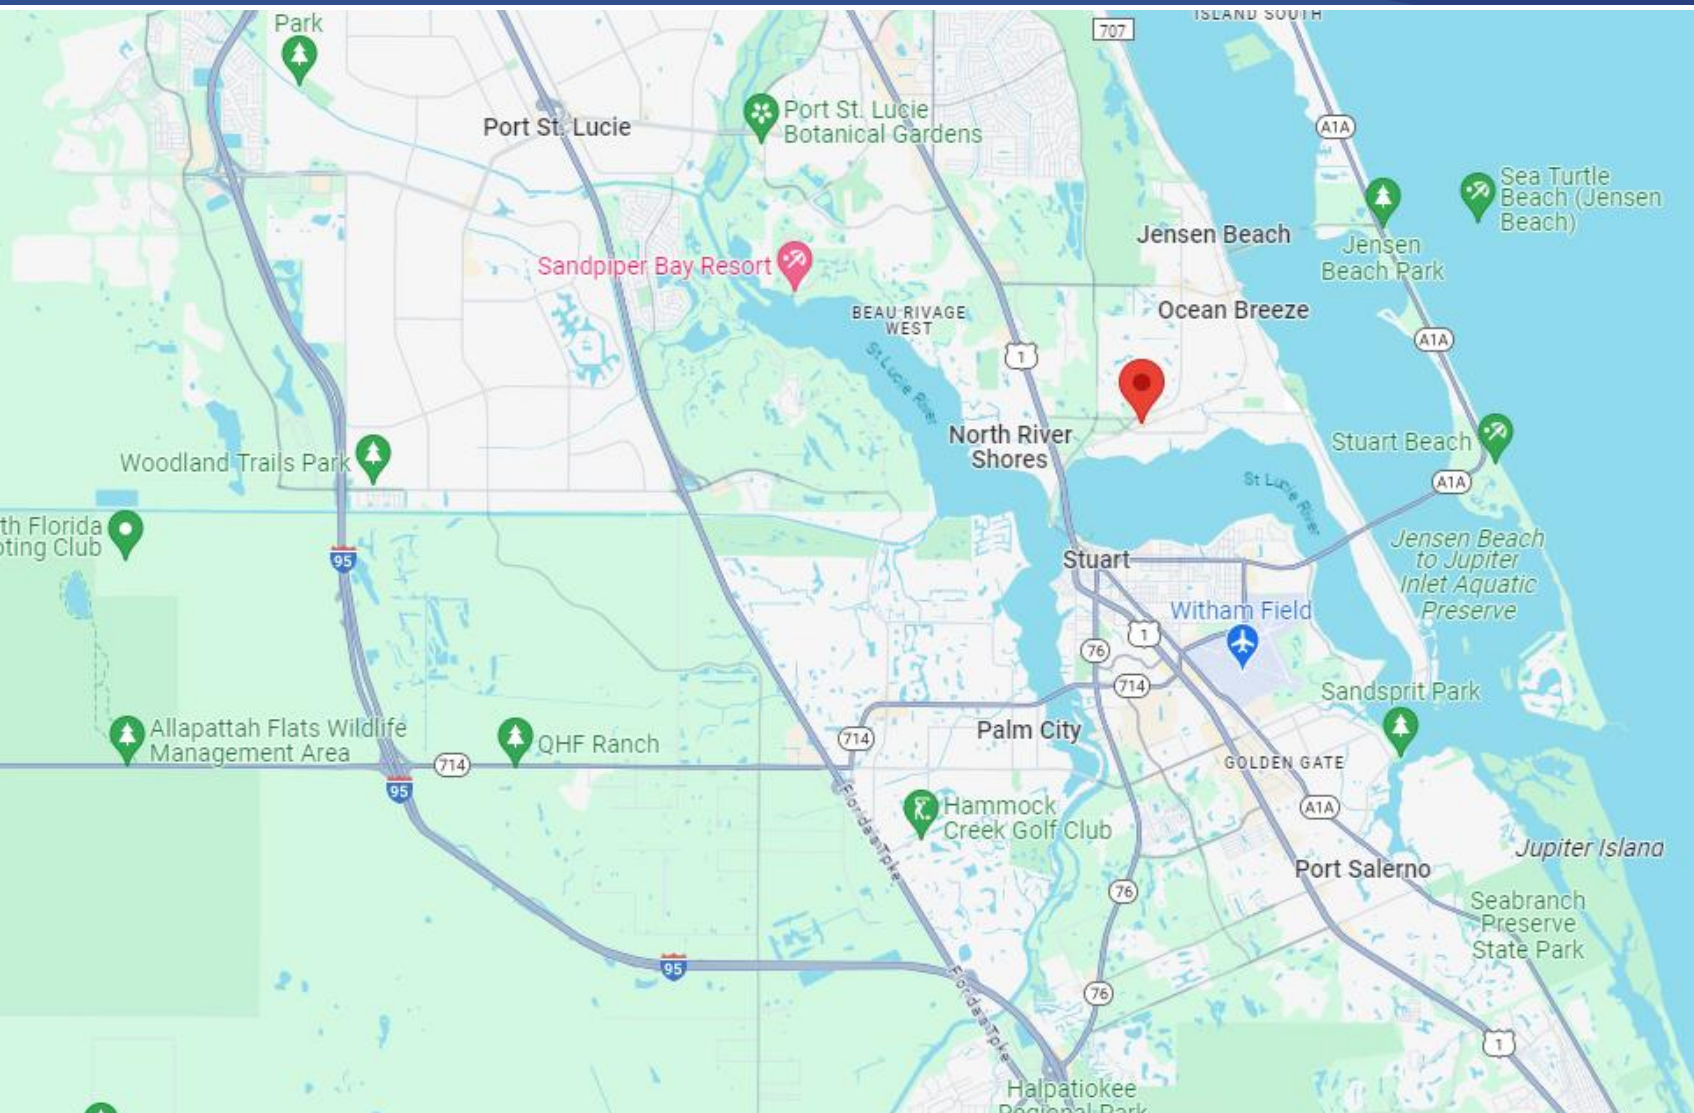 ISLAND SOUTH
Park
707
Port St. Lucie
Port St. Lucie
Botanical Gardens
A1A
Sea Turtle
Beach (Jensen
Beach)
Jensen Beach
Jensen
Beach Park
Sandpiper Bay Resort
BEAU RIVAGE
WEST
Ocean Breeze
A1A
1
St Lucie River
North River
Shores
Stuart Beach
Woodland Trails Park
A1A
St Lucie River
th Florida
oting Club
95
Stuart
Jensen Beach
to Jupiter
Inlet Aquatic
Preserve
Witham Field
1
76
714
Sandsprit Park
Allapattah Flats Wildlife
Management Area
QHF Ranch
714
714
Palm City
GOLDEN GATE
95
Florida's Tpke
Hammock
Creek Golf Club
A1A
Jupiter Island
Port Salerno
76
Seabranch
Preserve
State Park
95
Florida's Tpke
76
1
Halpatiokee
Regional Park